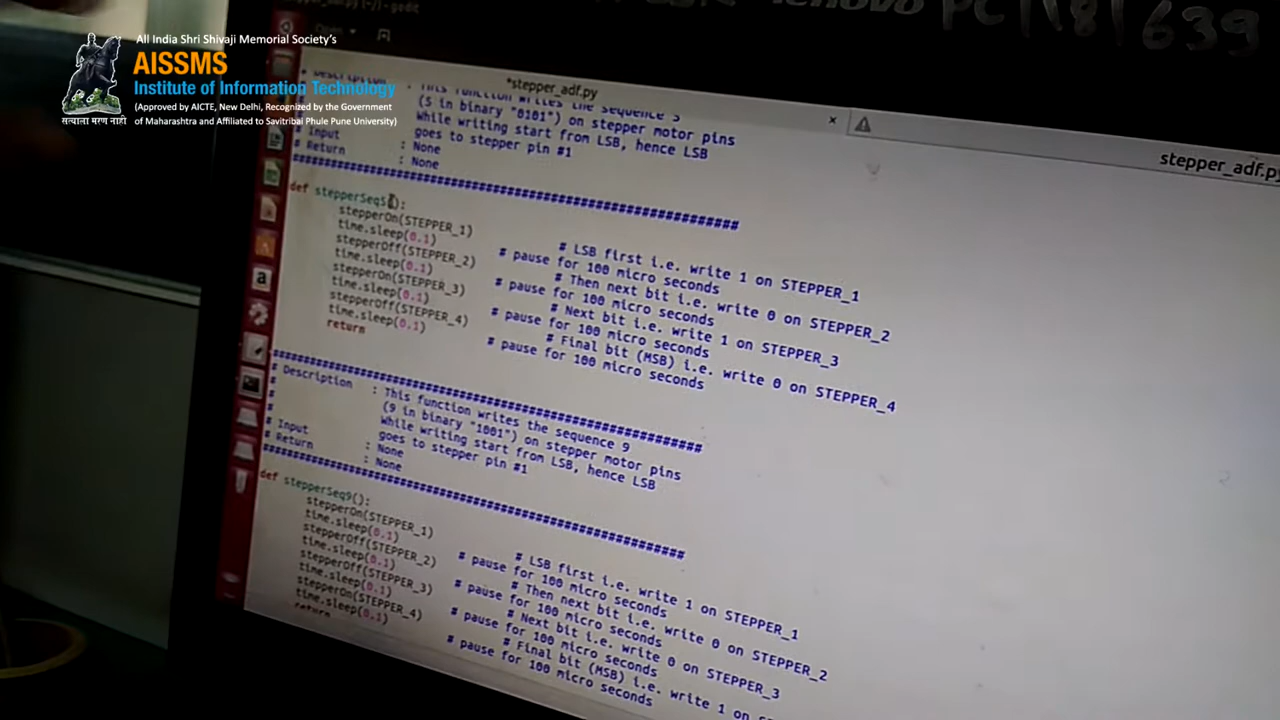 lenovo PC/18/639
All India Shri Shivaji Memorial Society's
AISSMS
Institute of Information Technology
(Approved by AICTE, New Delhi, Recognized by the Government
of Maharashtra and Affiliated to Savitribai Phule Pune University)
सत्वाला मरण नाही
gedit
*stepper_adf.py
×
stepper_adf.py
# Description : This function writes the sequence 5
(5 in binary "0101") on stepper motor pins
While writing start from LSB, hence LSB
goes to stepper pin #1
# Input : None
# Return : None
def stepperSeq5():
stepperOn(STEPPER_1) # LSB first i.e. write 1 on STEPPER_1
time.sleep(0.1) # pause for 100 micro seconds
stepperOff(STEPPER_2) # Then next bit i.e. write 0 on STEPPER_2
time.sleep(0.1) # pause for 100 micro seconds
stepperOn(STEPPER_3) # Next bit i.e. write 1 on STEPPER_3
time.sleep(0.1) # pause for 100 micro seconds
stepperOff(STEPPER_4) # Final bit (MSB) i.e. write 0 on STEPPER_4
time.sleep(0.1) # pause for 100 micro seconds
return
# Description : This function writes the sequence 9
# (9 in binary "1001") on stepper motor pins
# While writing start from LSB, hence LSB
# goes to stepper pin #1
# Input : None
# Return : None
def stepperSeq9():
stepperOn(STEPPER_1) # LSB first i.e. write 1 on STEPPER_1
time.sleep(0.1) # pause for 100 micro seconds
stepperOff(STEPPER_2) # Then next bit i.e. write 0 on STEPPER_2
time.sleep(0.1) # pause for 100 micro seconds
stepperOff(STEPPER_3) # Next bit i.e. write 0 on STEPPER_3
time.sleep(0.1) # pause for 100 micro seconds
stepperOn(STEPPER_4) # Final bit (MSB) i.e. write 1 on
time.sleep(0.1) # pause for 100 micro seconds
return